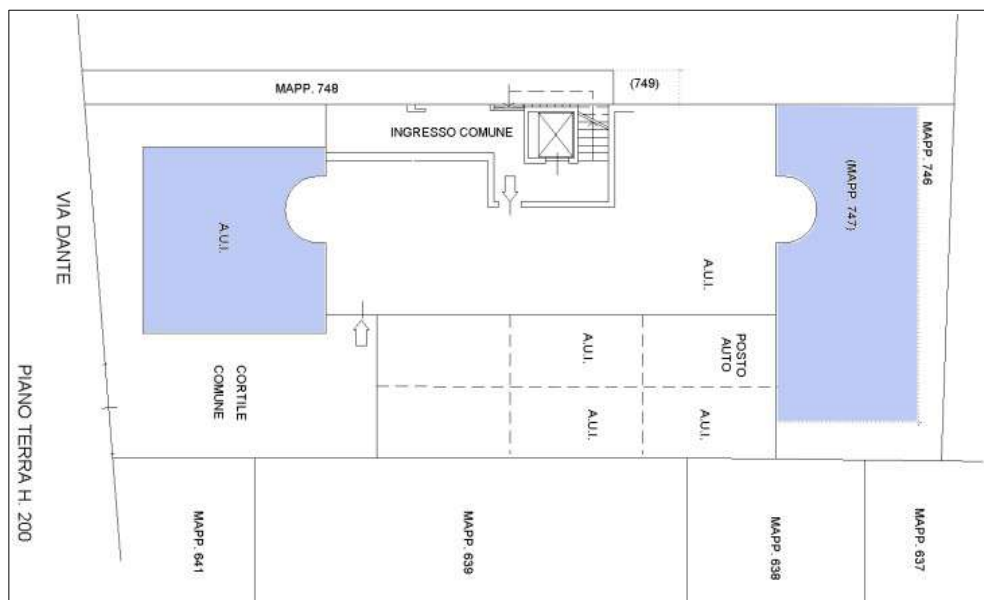 MAPP. 748
(749)
INGRESSO COMUNE
MAPP. 746
(MAPP. 747)
VIA DANTE
A.U.I.
A.U.I.
A.U.I.
POSTO
AUTO
CORTILE
COMUNE
A.U.I.
A.U.I.
PIANO TERRA H. 200
MAPP. 641
MAPP. 639
MAPP. 638
MAPP. 637